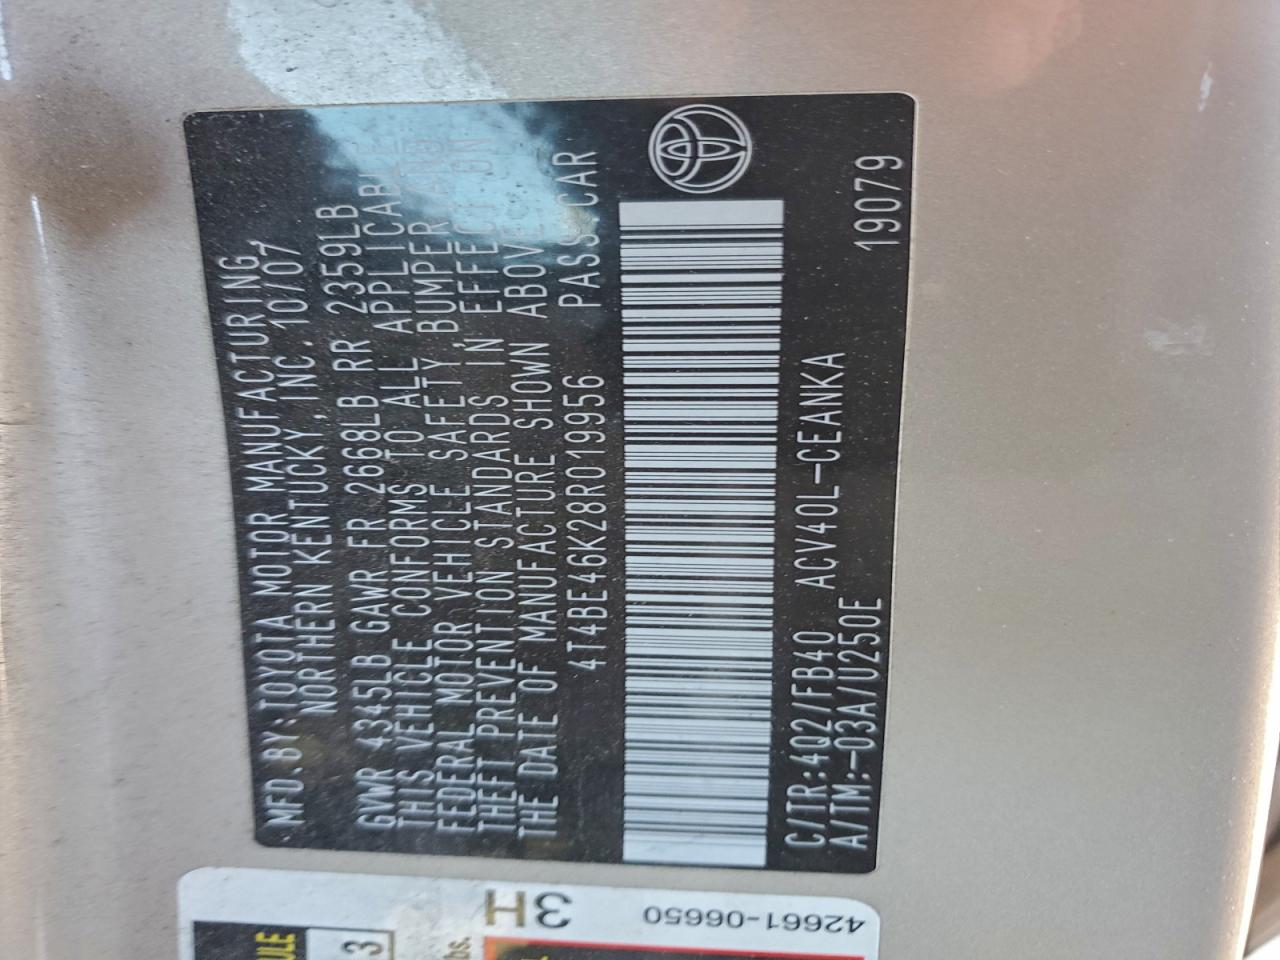 MFD.BY:TOYOTA MOTOR MANUFACTURING,
NORTHERN KENTUCKY, INC. 10/07
GVWR 4345LB GAWR FR 2668LB RR 2359LB
THIS VEHICLE CONFORMS TO ALL APPLICABLE
FEDERAL MOTOR VEHICLE SAFETY, BUMPER AND
THEFT PREVENTION STANDARDS IN EFFECT ON
THE DATE OF MANUFACTURE SHOWN ABOVE
4T4BE46K28R019956 PASS CAR
C/TR:4Q2/FB40 ACV40L-CEANKA
A/TM:-03A/U250E 19079
42661-06650
3H
3